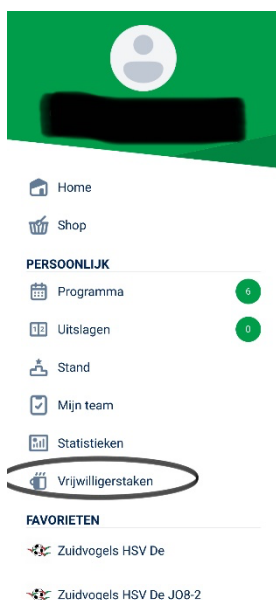 Home
Shop
PERSOONLIJK
Programma 6
Uitslagen 0
Stand
Mijn team
Statistieken
Vrijwilligerstaken
FAVORIETEN
Zuidvogels HSV De
Zuidvogels HSV De JO8-2